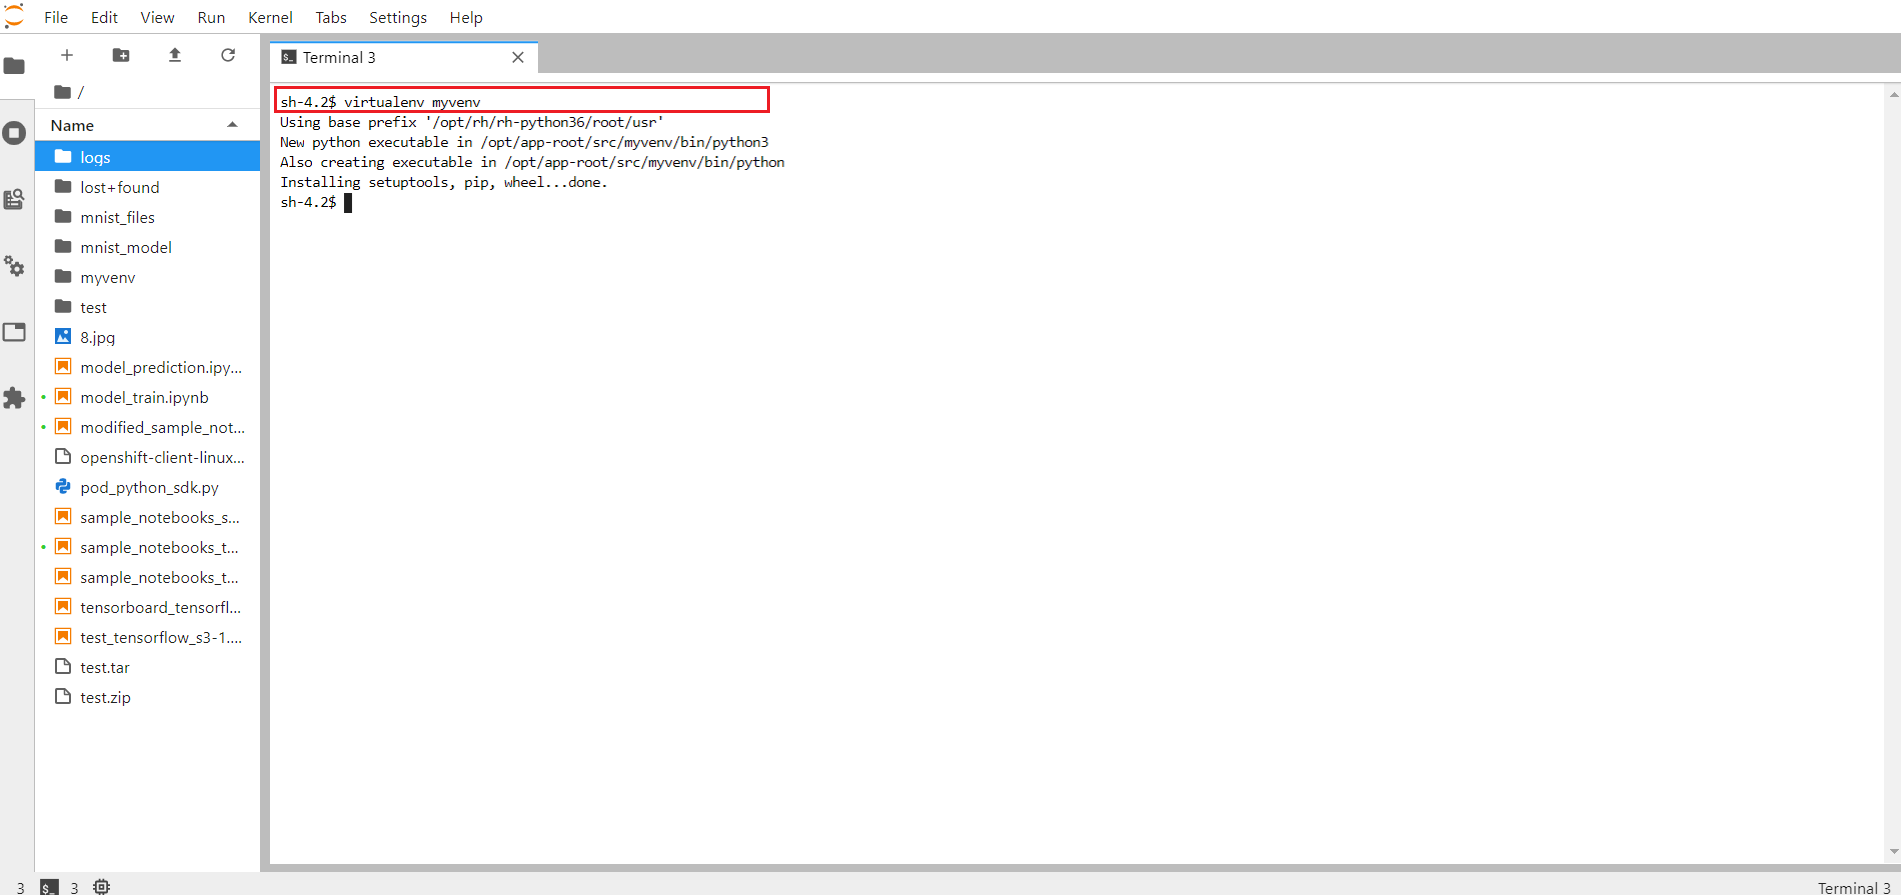 File Edit View Run Kernel Tabs Settings Help
Terminal 3
/
Name
logs
lost+found
mnist_files
mnist_model
myvenv
test
8.jpg
model_prediction.ipy...
model_train.ipynb
modified_sample_not...
openshift-client-linux...
pod_python_sdk.py
sample_notebooks_s...
sample_notebooks_t...
sample_notebooks_t...
tensorboard_tensorfl...
test_tensorflow_s3-1....
test.tar
test.zip
sh-4.2$ virtualenv myvenv
Using base prefix '/opt/rh/rh-python36/root/usr'
New python executable in /opt/app-root/src/myvenv/bin/python3
Also creating executable in /opt/app-root/src/myvenv/bin/python
Installing setuptools, pip, wheel...done.
sh-4.2$
3 $_ 3 Terminal 3